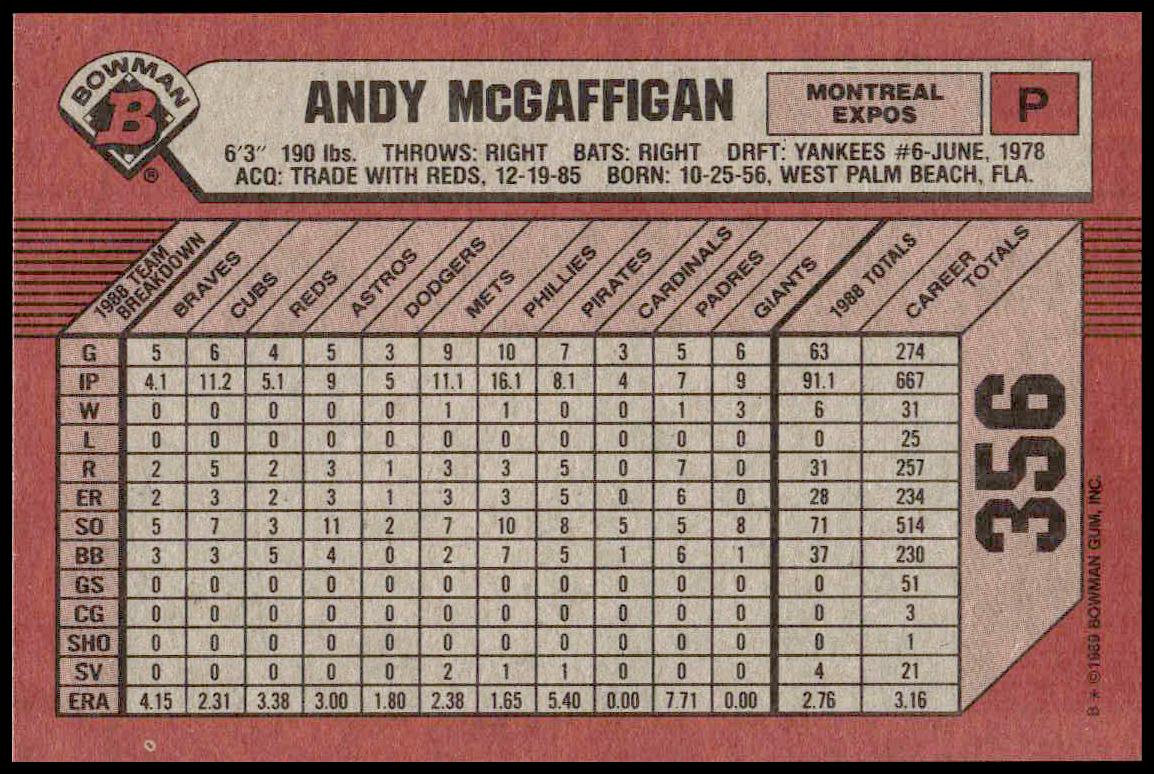 BOWMAN
B
®
ANDY McGAFFIGAN
MONTREAL
EXPOS
P
6'3" 190 lbs. THROWS: RIGHT BATS: RIGHT DRFT: YANKEES #6-JUNE, 1978
ACQ: TRADE WITH REDS, 12-19-85 BORN: 10-25-56, WEST PALM BEACH, FLA.
1988 TEAM BREAKDOWN BRAVES CUBS REDS ASTROS DODGERS METS PHILLIES PIRATES CARDINALS PADRES GIANTS 1988 TOTALS CAREER TOTALS
G 5 6 4 5 3 9 10 7 3 5 6 63 274
IP 4.1 11.2 5.1 9 5 11.1 16.1 8.1 4 7 9 91.1 667
W 0 0 0 0 0 1 1 0 0 1 3 6 31
L 0 0 0 0 0 0 0 0 0 0 0 0 25
R 2 5 2 3 1 3 3 5 0 7 0 31 257
ER 2 3 2 3 1 3 3 5 0 6 0 28 234
SO 5 7 3 11 2 7 10 8 5 5 8 71 514
BB 3 3 5 4 0 2 7 5 1 6 1 37 230
GS 0 0 0 0 0 0 0 0 0 0 0 0 51
CG 0 0 0 0 0 0 0 0 0 0 0 0 3
SHO 0 0 0 0 0 0 0 0 0 0 0 0 1
SV 0 0 0 0 0 2 1 1 0 0 0 4 21
ERA 4.15 2.31 3.38 3.00 1.80 2.38 1.65 5.40 0.00 7.71 0.00 2.76 3.16
356
B * ©1989 BOWMAN GUM, INC.